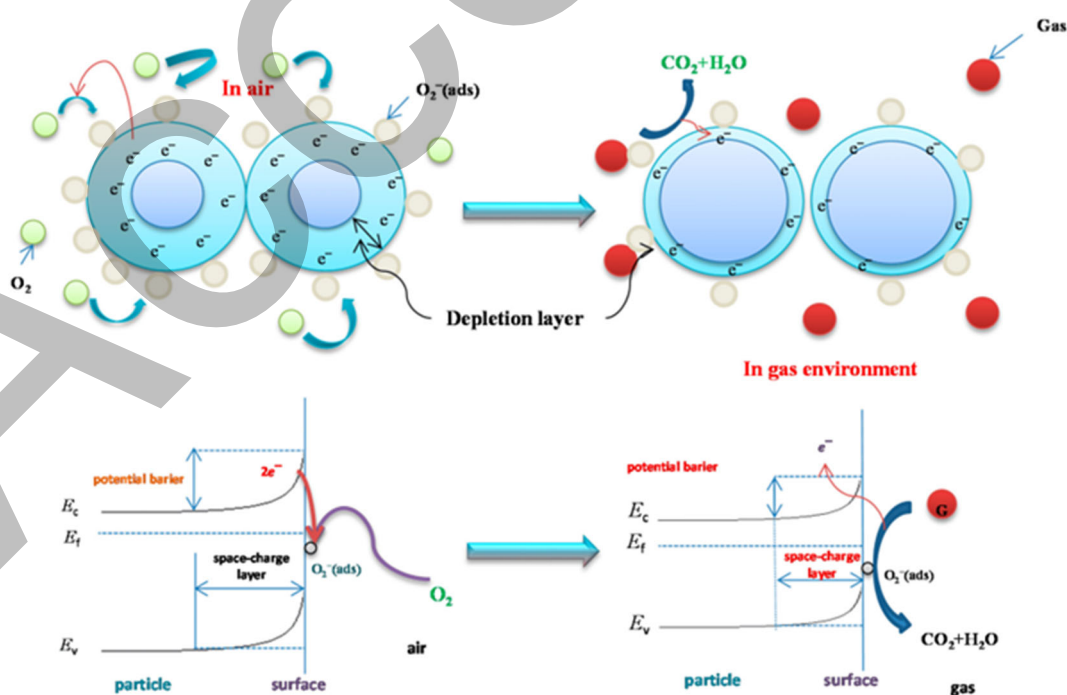 Gas
CO₂+H₂O
In air
O₂⁻(ads)
e⁻ e⁻ e⁻ e⁻ e⁻ e⁻ e⁻ e⁻
e⁻ e⁻ e⁻ e⁻ e⁻ e⁻ e⁻ e⁻
e⁻ e⁻ e⁻ e⁻ e⁻ e⁻
e⁻ e⁻ e⁻ e⁻
O₂
Depletion layer
In gas environment
potential barier
2e⁻
Ec
Ef
space-charge
layer
O₂⁻(ads)
O₂
Ev
air
particle
surface
e⁻
potential barier
G
Ec
Ef
space-charge
layer
O₂⁻(ads)
Ev
CO₂+H₂O
particle
surface
gas